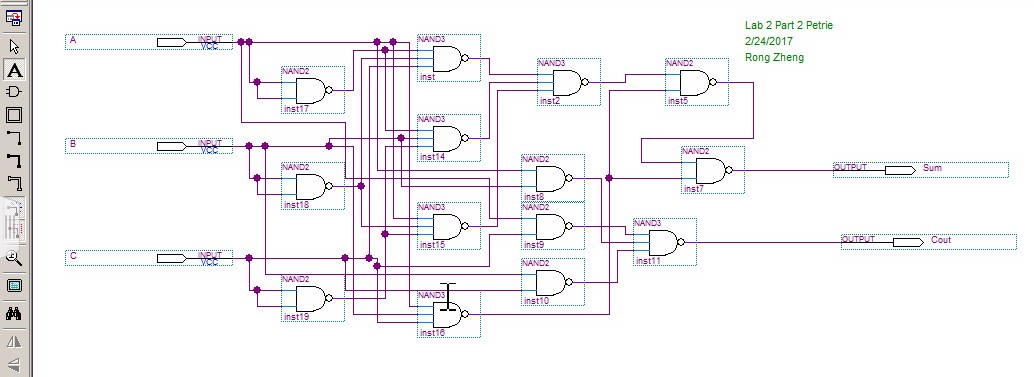 Lab 2 Part 2 Petrie
2/24/2017
Rong Zheng
A
INPUT
VCC
NAND3
inst
NAND2
inst17
NAND3
inst2
NAND2
inst5
B
INPUT
VCC
NAND3
inst14
NAND2
inst18
NAND2
inst8
NAND2
inst7
OUTPUT
Sum
NAND3
inst15
NAND2
inst9
NAND3
inst11
OUTPUT
Cout
C
INPUT
VCC
NAND2
inst19
NAND2
inst10
NAND3
inst16
A